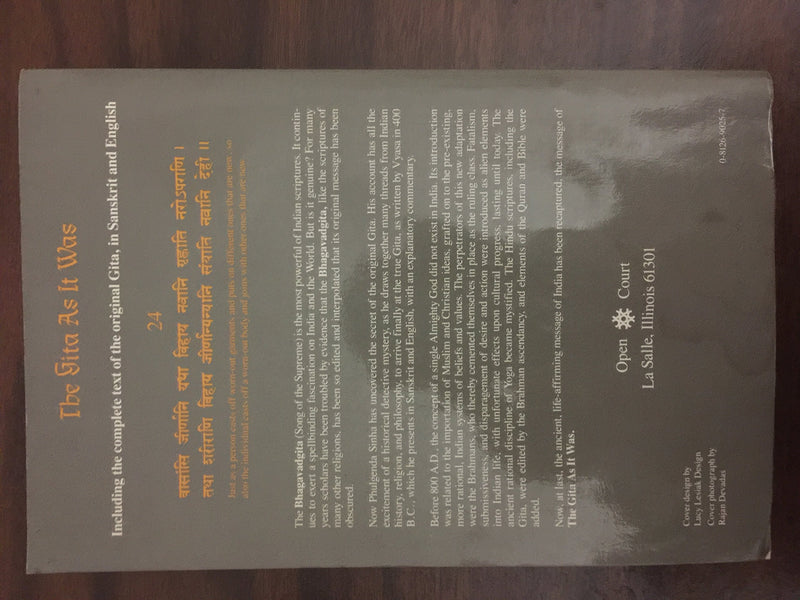 The Gita As It Was
Including the complete text of the original Gita, in Sanskrit and English
24
वासांसि जीर्णानि यथा विहाय नवानि ग्रह्णाति नरोऽपराणि ।
तथा शरीराणि विहाय जीर्णान्यन्यानि संयाति नवानि देही ।।
Just as a person casts off worn-out garments and puts on different ones that are new, so
also the individual casts off a worn-out body and joins with other ones that are new.
The Bhagavadgita (Song of the Supreme) is the most powerful of Indian scriptures. It contin-
ues to exert a spellbinding fascination on India and the World. But is it genuine? For many
years scholars have been troubled by evidence that the Bhagavadgita, like the scriptures of
many other religions, has been so edited and interpolated that its original message has been
obscured.
Now Phulgenda Sinha has uncovered the secret of the original Gita. His account has all the
excitement of a historical detective mystery, as he draws together many threads from Indian
history, religion, and philosophy, to arrive finally at the true Gita, as written by Vyasa in 400
B.C., which he presents in Sanskrit and English, with an explanatory commentary.
Before 800 A.D., the concept of a single Almighty God did not exist in India. Its introduction
was related to the importation of Muslim and Christian ideas, grafted on to the pre-existing,
more rational, Indian systems of beliefs and values. The perpetrators of this new adaptation
were the Brahmans, who thereby cemented themselves in place as the ruling class. Fatalism,
submissiveness, and disparagement of desire and action were introduced as alien elements
into Indian life, with unfortunate effects upon cultural progress, lasting until today. The
ancient rational discipline of Yoga became mystified. The Hindu scriptures, including the
Gita, were edited by the Brahman ascendancy, and elements of the Quran and Bible were
added.
Now, at last, the ancient, life-affirming message of India has been recaptured, the message of
The Gita As It Was.
Open Court
La Salle, Illinois 61301
Cover design by
Lucy Lesiak Design
Cover photograph by
Rajan Devadas
0-8126-9025-7